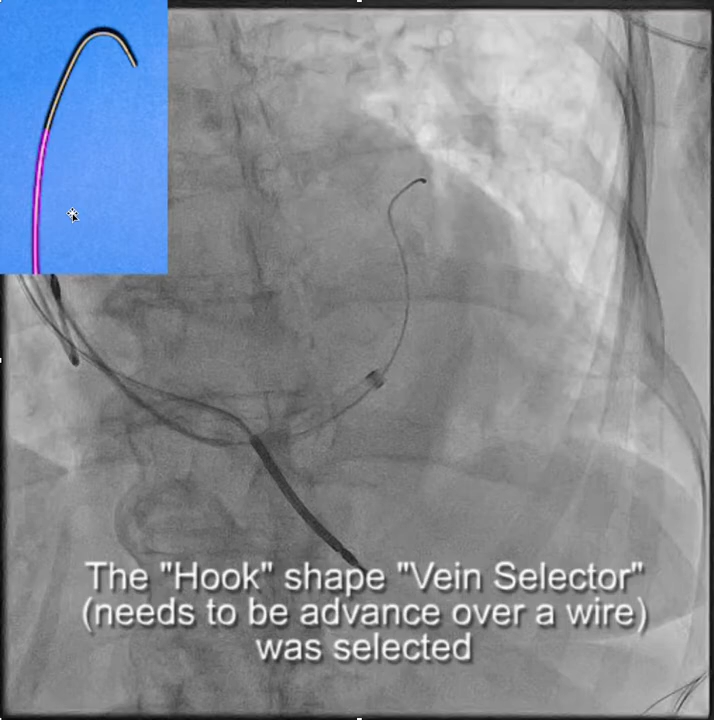 The "Hook" shape "Vein Selector"
(needs to be advance over a wire)
was selected